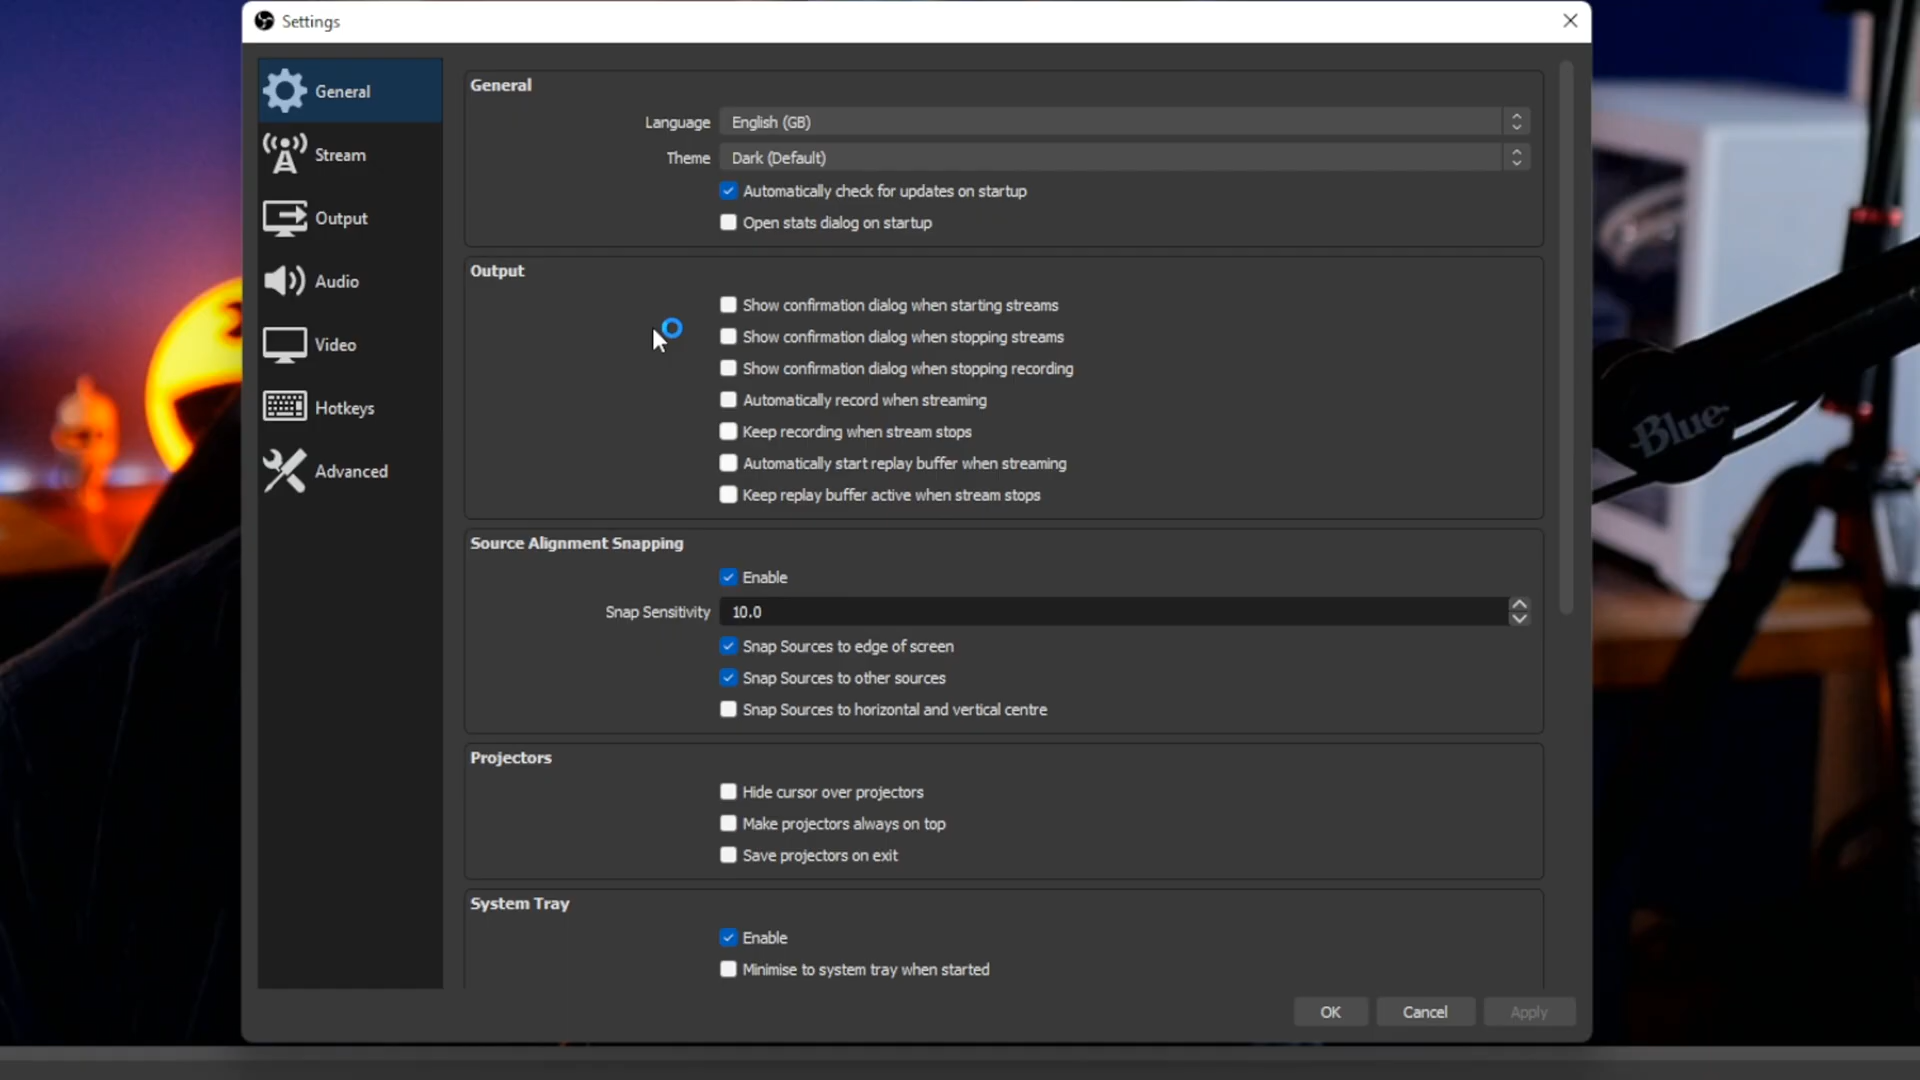 Settings
General
Stream
Output
Audio
Video
Hotkeys
Advanced
General
Language English (GB)
Theme Dark (Default)
Automatically check for updates on startup
Open stats dialog on startup
Output
Show confirmation dialog when starting streams
Show confirmation dialog when stopping streams
Show confirmation dialog when stopping recording
Automatically record when streaming
Keep recording when stream stops
Automatically start replay buffer when streaming
Keep replay buffer active when stream stops
Source Alignment Snapping
Enable
Snap Sensitivity 10.0
Snap Sources to edge of screen
Snap Sources to other sources
Snap Sources to horizontal and vertical centre
Projectors
Hide cursor over projectors
Make projectors always on top
Save projectors on exit
System Tray
Enable
Minimise to system tray when started
OK Cancel Apply
Blue